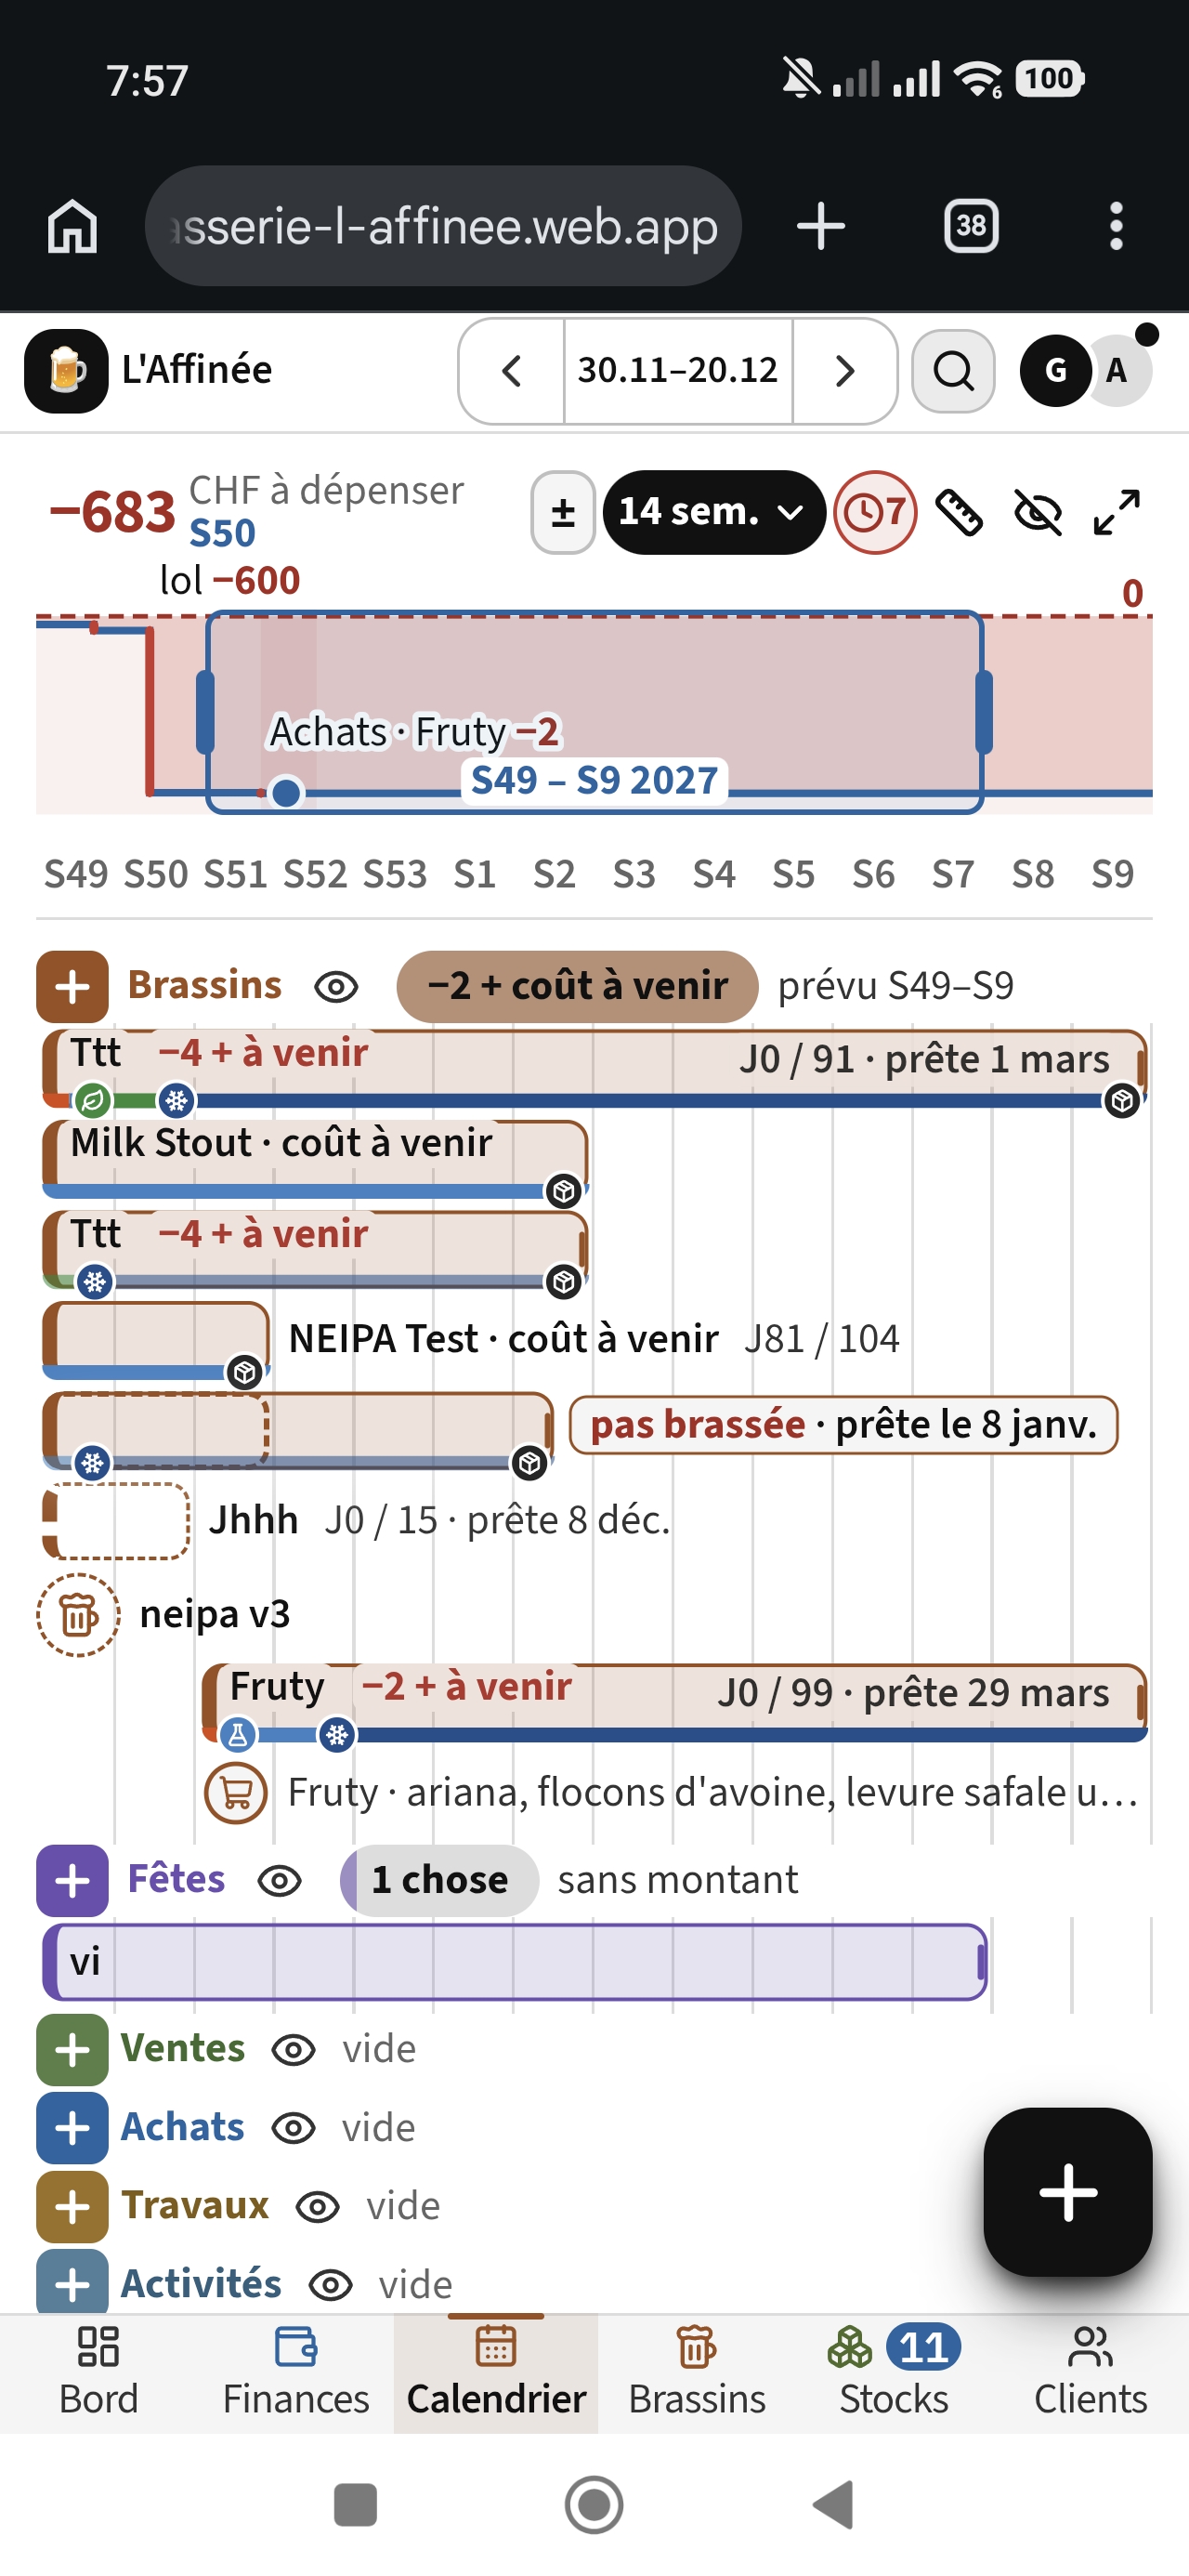 7:57
6
100
asserie-l-affinee.web.app
38
L'Affinée
30.11–20.12
G
A
−683 CHF à dépenser
S50
±
14 sem.
7
lol −600
0
Achats · Fruty −2
S49 – S9 2027
S49 S50 S51 S52 S53 S1 S2 S3 S4 S5 S6 S7 S8 S9
+ Brassins −2 + coût à venir prévu S49–S9
Ttt −4 + à venir J0 / 91 · prête 1 mars
Milk Stout · coût à venir
Ttt −4 + à venir
NEIPA Test · coût à venir J81 / 104
pas brassée · prête le 8 janv.
Jhhh J0 / 15 · prête 8 déc.
neipa v3
Fruty −2 + à venir J0 / 99 · prête 29 mars
Fruty · ariana, flocons d'avoine, levure safale u…
+ Fêtes 1 chose sans montant
vi
+ Ventes vide
+ Achats vide
+ Travaux vide
+ Activités vide
+
11
Bord Finances Calendrier Brassins Stocks Clients